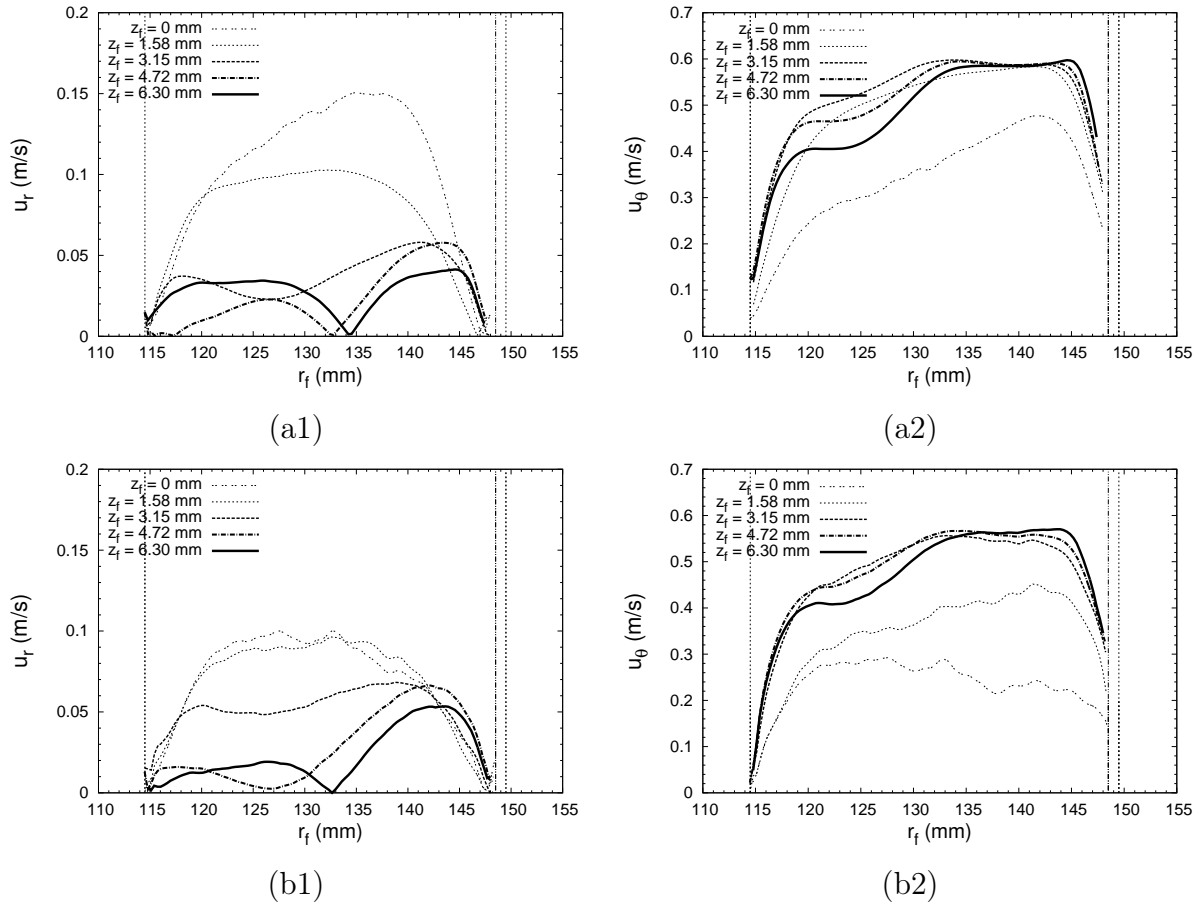 0.2
0.15
0.1
0.05
0
110 115 120 125 130 135 140 145 150 155
u_r (m/s)
r_f (mm)
z_f = 0 mm
z_f = 1.58 mm
z_f = 3.15 mm
z_f = 4.72 mm
z_f = 6.30 mm
(a1)
0.7
0.6
0.5
0.4
0.3
0.2
0.1
0
110 115 120 125 130 135 140 145 150 155
u_θ (m/s)
r_f (mm)
z_f = 0 mm
z_f = 1.58 mm
z_f = 3.15 mm
z_f = 4.72 mm
z_f = 6.30 mm
(a2)
0.2
0.15
0.1
0.05
0
110 115 120 125 130 135 140 145 150 155
u_r (m/s)
r_f (mm)
z_f = 0 mm
z_f = 1.58 mm
z_f = 3.15 mm
z_f = 4.72 mm
z_f = 6.30 mm
(b1)
0.7
0.6
0.5
0.4
0.3
0.2
0.1
0
110 115 120 125 130 135 140 145 150 155
u_θ (m/s)
r_f (mm)
z_f = 0 mm
z_f = 1.58 mm
z_f = 3.15 mm
z_f = 4.72 mm
z_f = 6.30 mm
(b2)